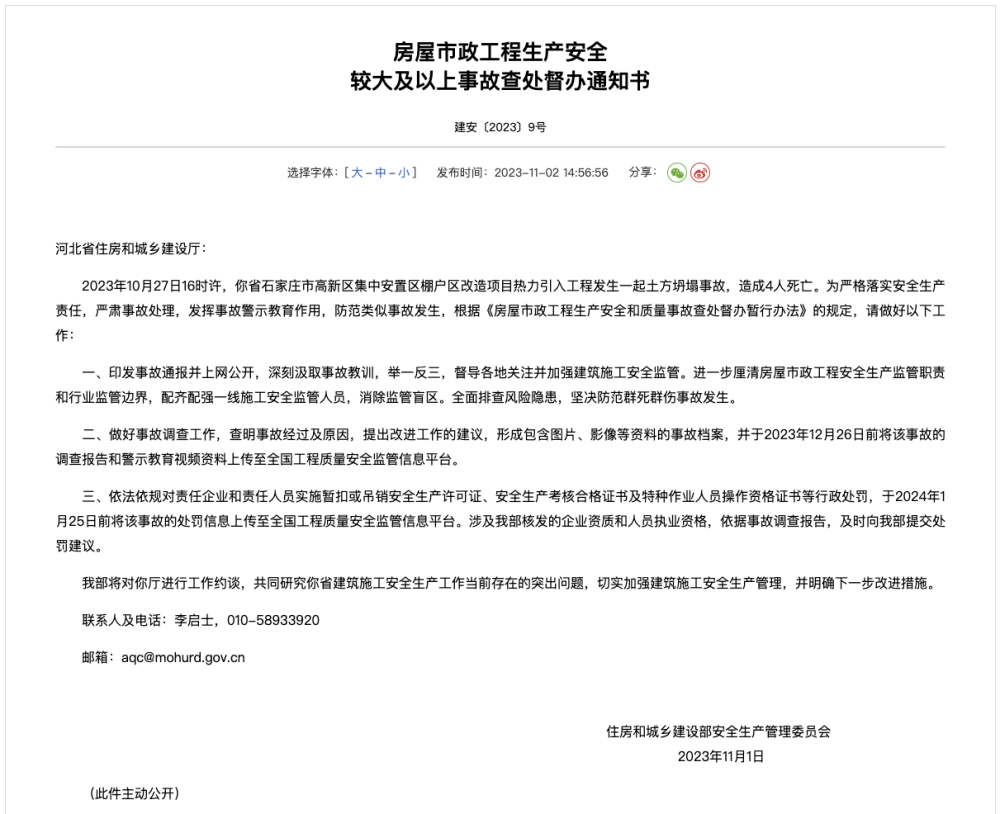 房屋市政工程生产安全
较大及以上事故查处督办通知书
建安〔2023〕9号
选择字体：[ 大 – 中 – 小 ] 发布时间：2023–11–02 14:56:56 分享：
河北省住房和城乡建设厅：
2023年10月27日16时许，你省石家庄市高新区集中安置区棚户区改造项目热力引入工程发生一起土方坍塌事故，造成4人死亡。为严格落实安全生产
责任，严肃事故处理，发挥事故警示教育作用，防范类似事故发生，根据《房屋市政工程生产安全和质量事故查处督办暂行办法》的规定，请做好以下工
作：
一、印发事故通报并上网公开，深刻汲取事故教训，举一反三，督导各地关注并加强建筑施工安全监管。进一步厘清房屋市政工程安全生产监管职责
和行业监管边界，配齐配强一线施工安全监管人员，消除监管盲区。全面排查风险隐患，坚决防范群死群伤事故发生。
二、做好事故调查工作，查明事故经过及原因，提出改进工作的建议，形成包含图片、影像等资料的事故档案，并于2023年12月26日前将该事故的
调查报告和警示教育视频资料上传至全国工程质量安全监管信息平台。
三、依法依规对责任企业和责任人员实施暂扣或吊销安全生产许可证、安全生产考核合格证书及特种作业人员操作资格证书等行政处罚，于2024年1
月25日前将该事故的处罚信息上传至全国工程质量安全监管信息平台。涉及我部核发的企业资质和人员执业资格，依据事故调查报告，及时向我部提交处
罚建议。
我部将对你厅进行工作约谈，共同研究你省建筑施工安全生产工作当前存在的突出问题，切实加强建筑施工安全生产管理，并明确下一步改进措施。
联系人及电话：李启士，010–58933920
邮箱：aqc@mohurd.gov.cn
住房和城乡建设部安全生产管理委员会
2023年11月1日
（此件主动公开）